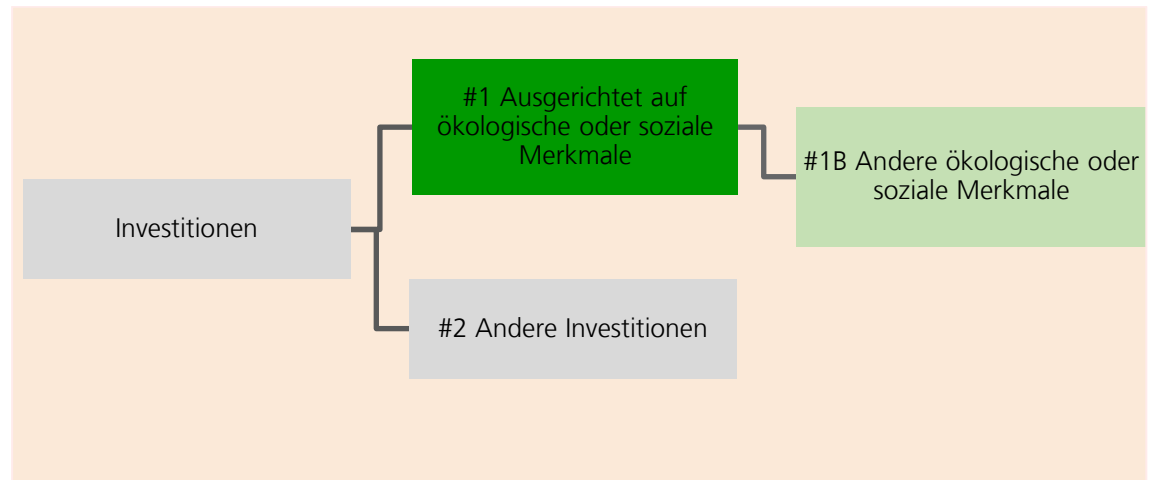 #1 Ausgerichtet auf
ökologische oder soziale
Merkmale
#1B Andere ökologische oder
soziale Merkmale
Investitionen
#2 Andere Investitionen